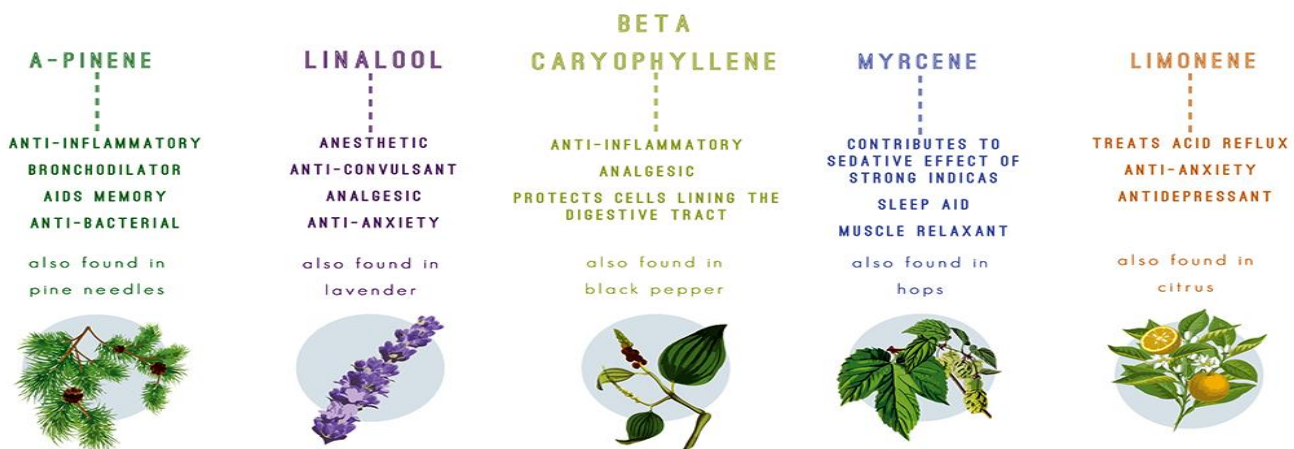 A-PINENE
ANTI-INFLAMMATORY
BRONCHODILATOR
AIDS MEMORY
ANTI-BACTERIAL
also found in
pine needles
LINALOOL
ANESTHETIC
ANTI-CONVULSANT
ANALGESIC
ANTI-ANXIETY
also found in
lavender
BETA
CARYOPHYLLENE
ANTI-INFLAMMATORY
ANALGESIC
PROTECTS CELLS LINING THE
DIGESTIVE TRACT
also found in
black pepper
MYRCENE
CONTRIBUTES TO
SEDATIVE EFFECT OF
STRONG INDICAS
SLEEP AID
MUSCLE RELAXANT
also found in
hops
LIMONENE
TREATS ACID REFLUX
ANTI-ANXIETY
ANTIDEPRESSANT
also found in
citrus